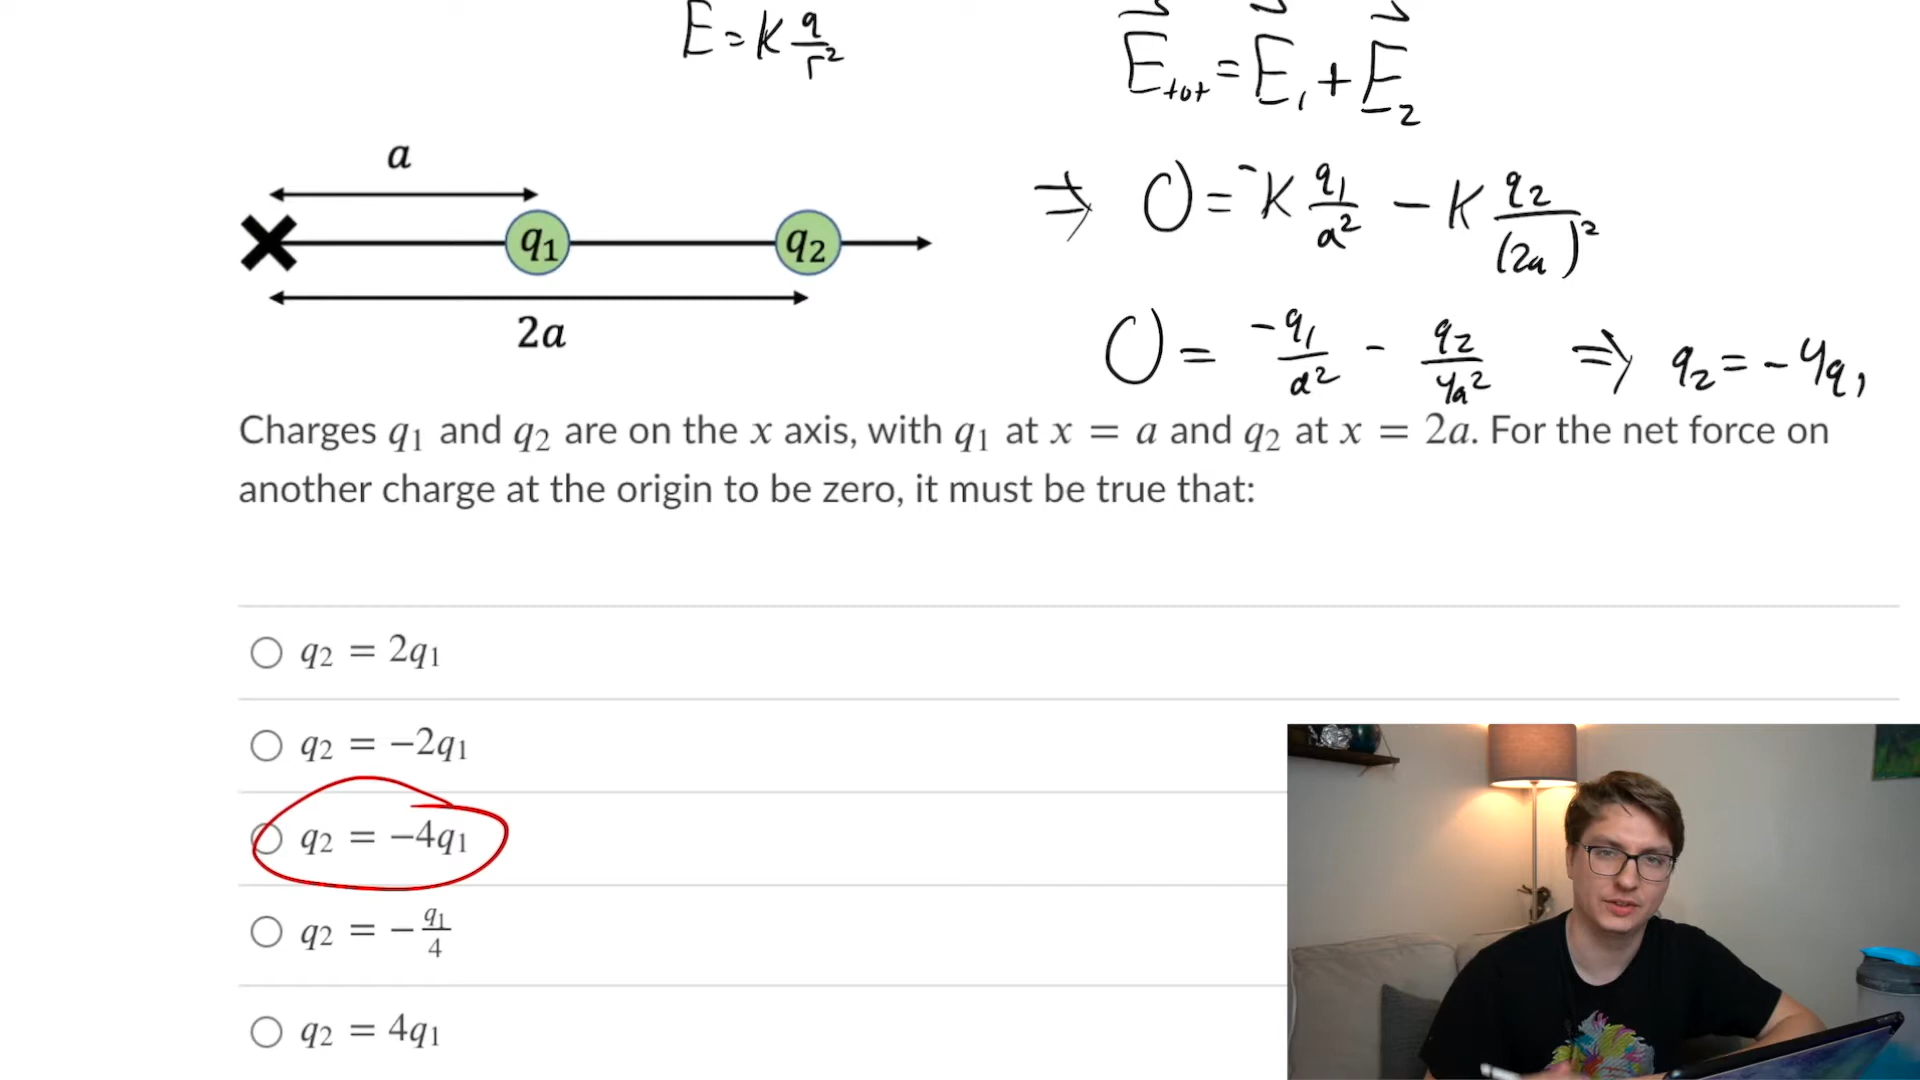 E = k q/r²
E⃗tot = E⃗₁ + E⃗₂
a
⇒ 0 = -k q₁/a² - k q₂/(2a)²
q₁ q₂
2a
0 = -q₁/a² - q₂/4a² ⇒ q₂ = -4q₁
Charges q₁ and q₂ are on the x axis, with q₁ at x = a and q₂ at x = 2a. For the net force on
another charge at the origin to be zero, it must be true that:
q₂ = 2q₁
q₂ = −2q₁
q₂ = −4q₁
q₂ = −q₁/4
q₂ = 4q₁